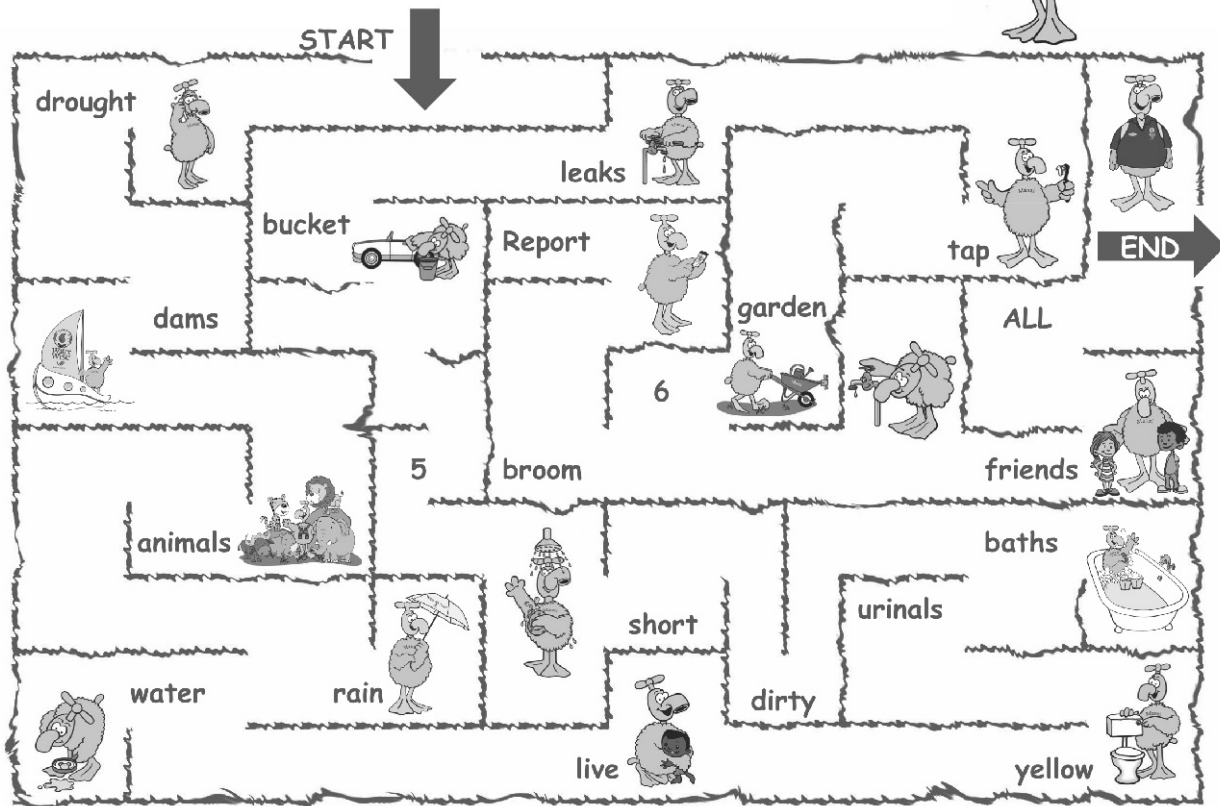 START
drought
leaks
bucket
Report
tap
END
dams
garden
ALL
6
5
broom
friends
animals
baths
urinals
short
water
rain
dirty
live
yellow